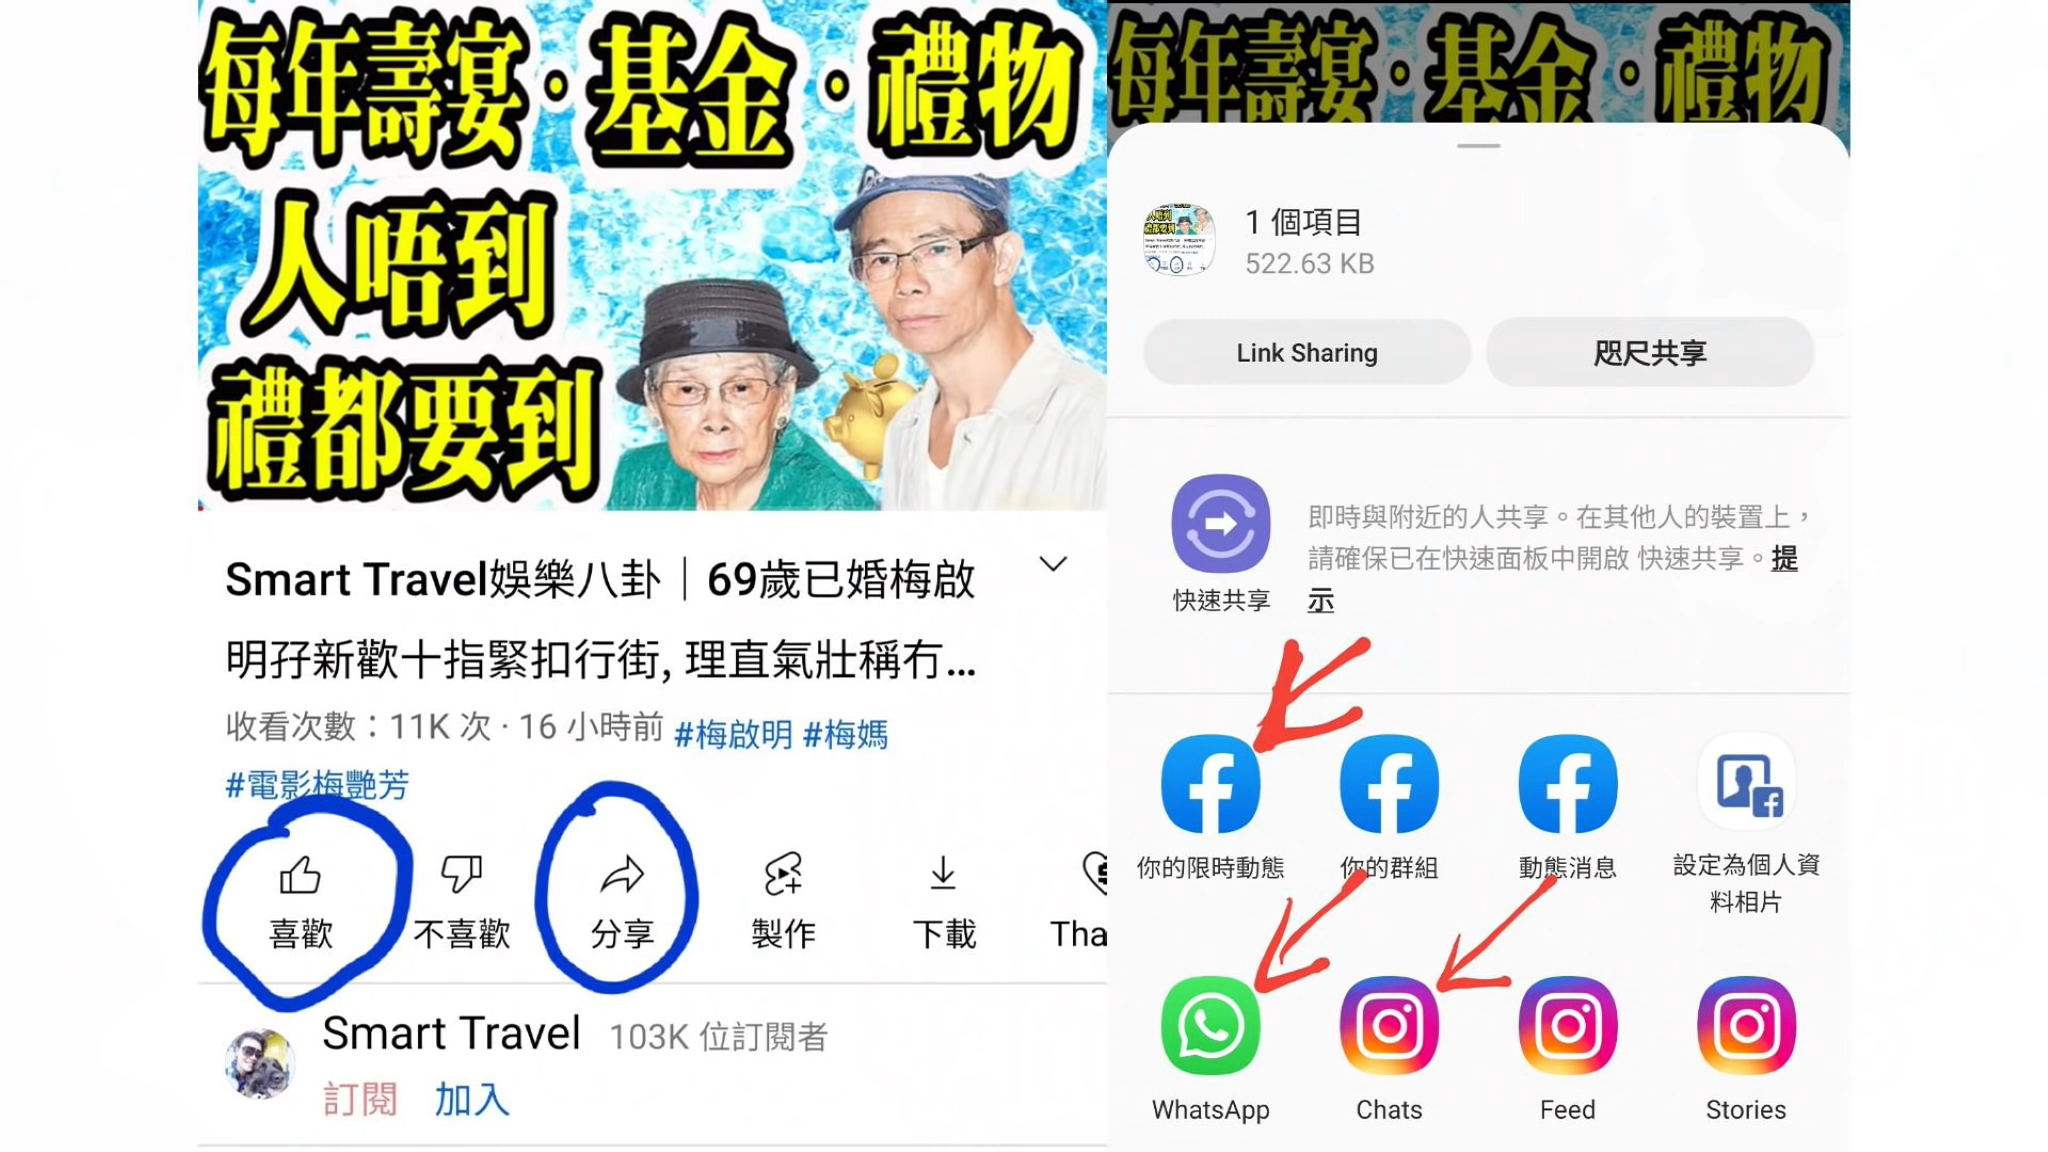 每年壽宴·基金·禮物
人唔到
禮都要到
Smart Travel娛樂八卦｜69歲已婚梅啟
明孖新歡十指緊扣行街, 理直氣壯稱冇...
收看次數：11K 次 · 16 小時前 #梅啟明 #梅媽
#電影梅艷芳
喜歡 不喜歡 分享 製作 下載 Tha
Smart Travel 103K 位訂閱者
訂閱 加入
每年壽宴·基金·禮物
1 個項目
522.63 KB
Link Sharing 咫尺共享
即時與附近的人共享。在其他人的裝置上，
請確保已在快速面板中開啟 快速共享。提
示
快速共享
你的限時動態 你的群組 動態消息 設定為個人資
料相片
WhatsApp Chats Feed Stories